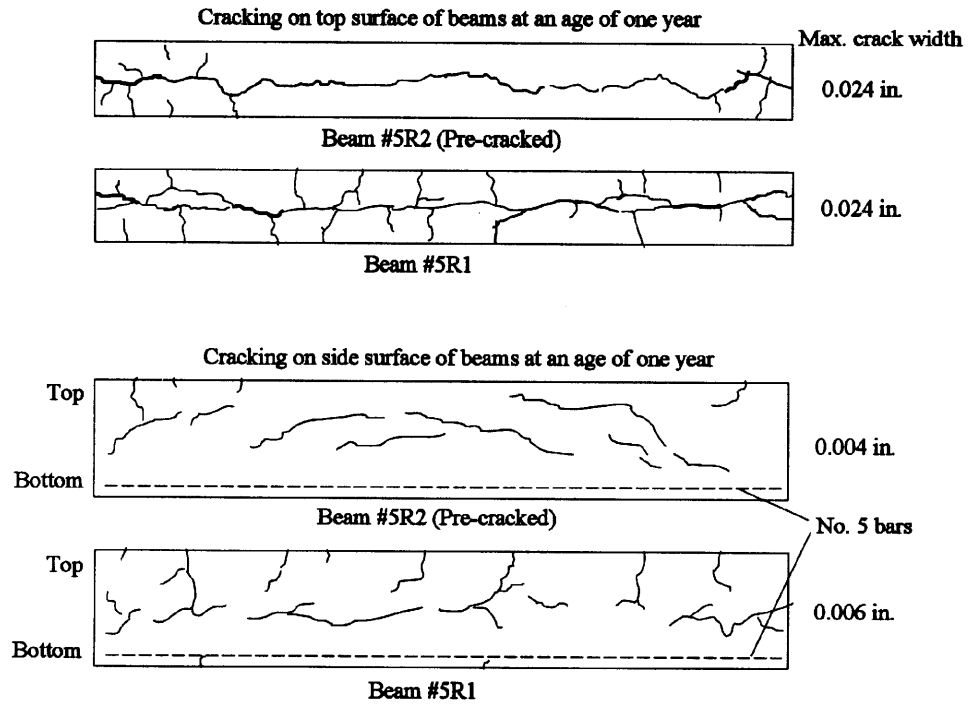 Cracking on top surface of beams at an age of one year
Max. crack width
0.024 in.
Beam #5R2 (Pre-cracked)
0.024 in.
Beam #5R1
Cracking on side surface of beams at an age of one year
Top
0.004 in.
Bottom
Beam #5R2 (Pre-cracked)
No. 5 bars
Top
0.006 in.
Bottom
Beam #5R1